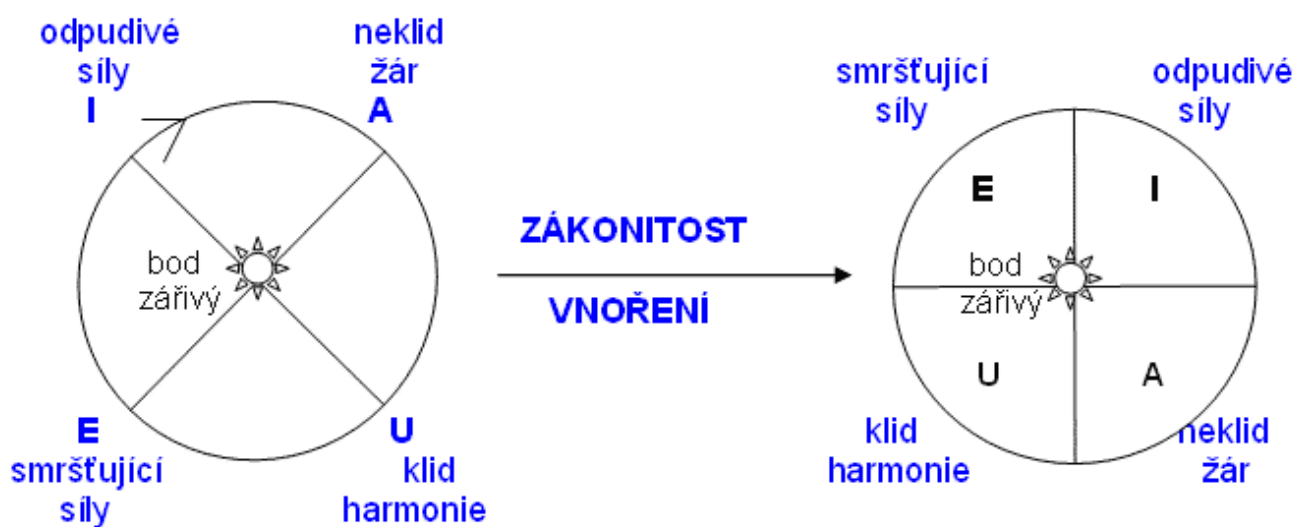 odpudivé
síly
I
neklid
žár
A
bod
zářivý
E
smršťující
síly
U
klid
harmonie
ZÁKONITOST
VNOŘENÍ
smršťující
síly
odpudivé
síly
E
I
bod
zářivý
U
A
klid
harmonie
neklid
žár